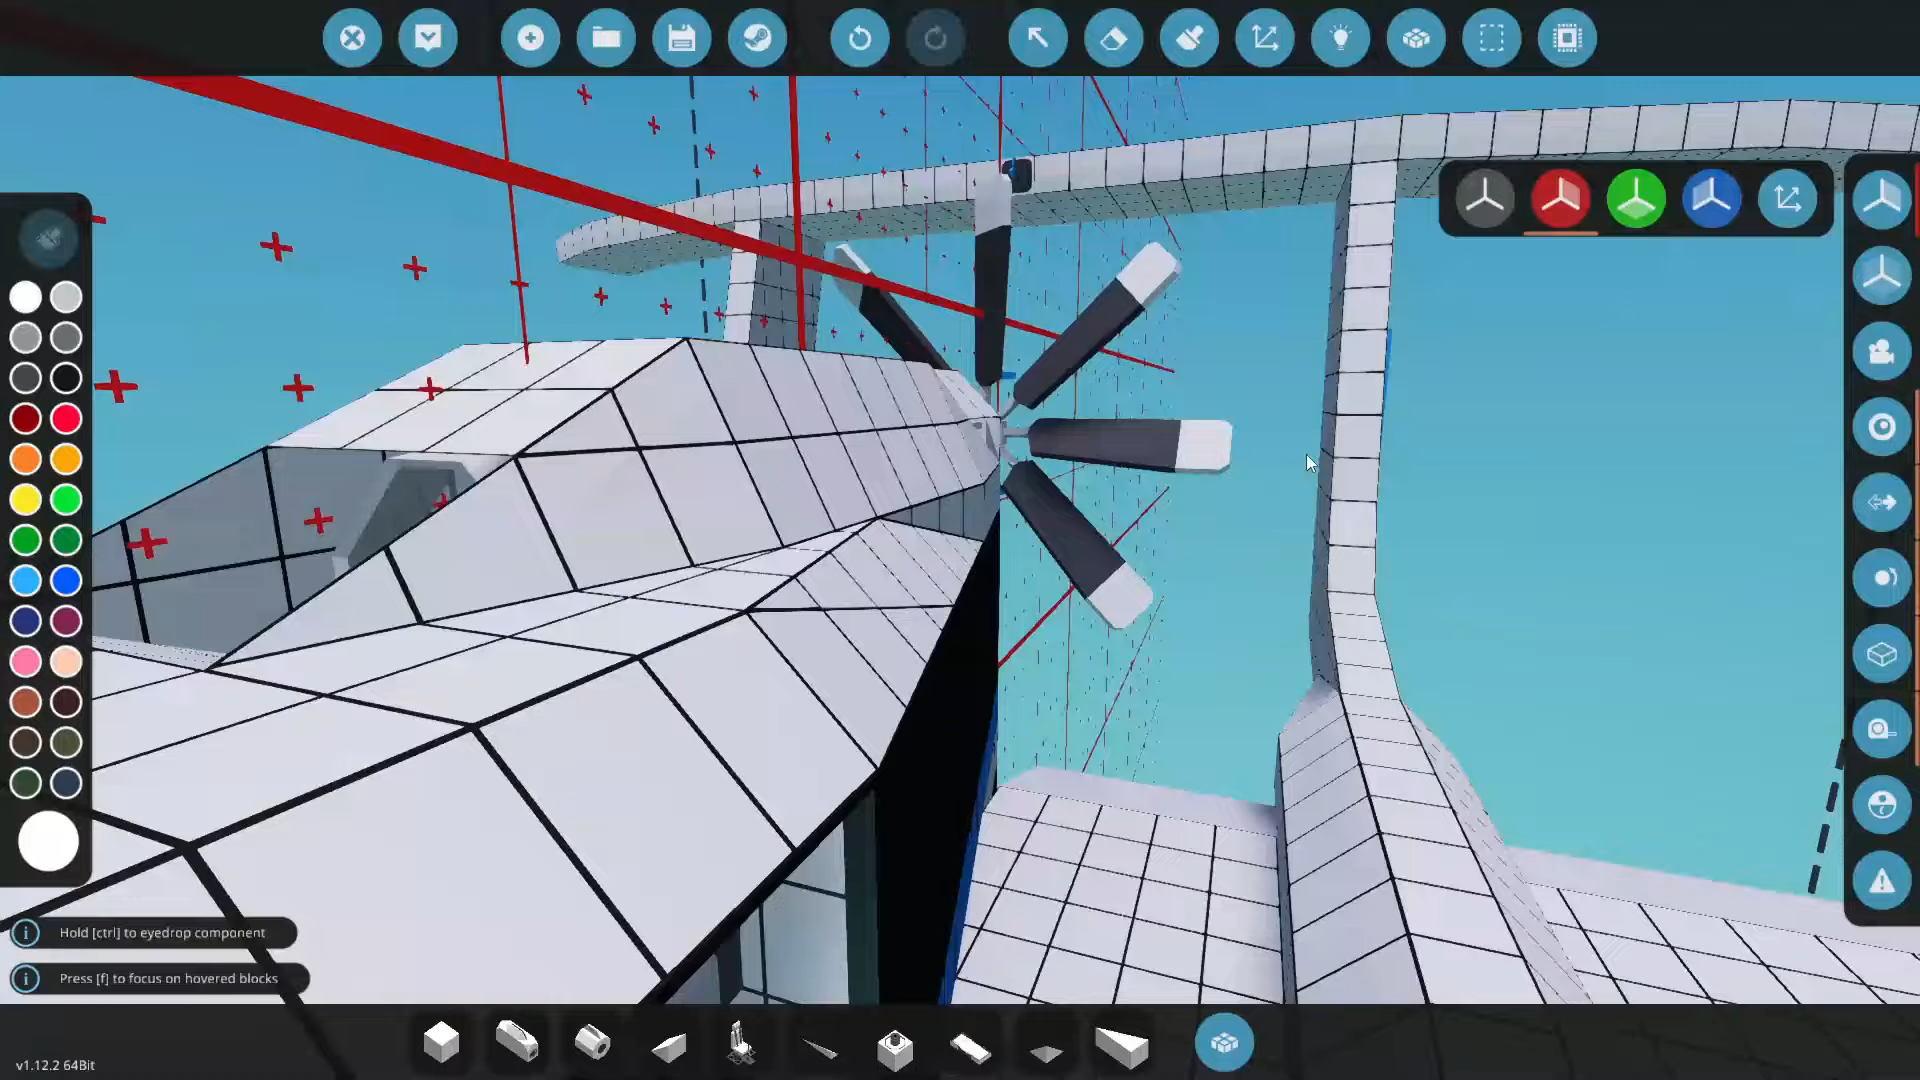 Hold [ctrl] to eyedrop component
Press [f] to focus on hovered blocks
v1.12.2 64Bit